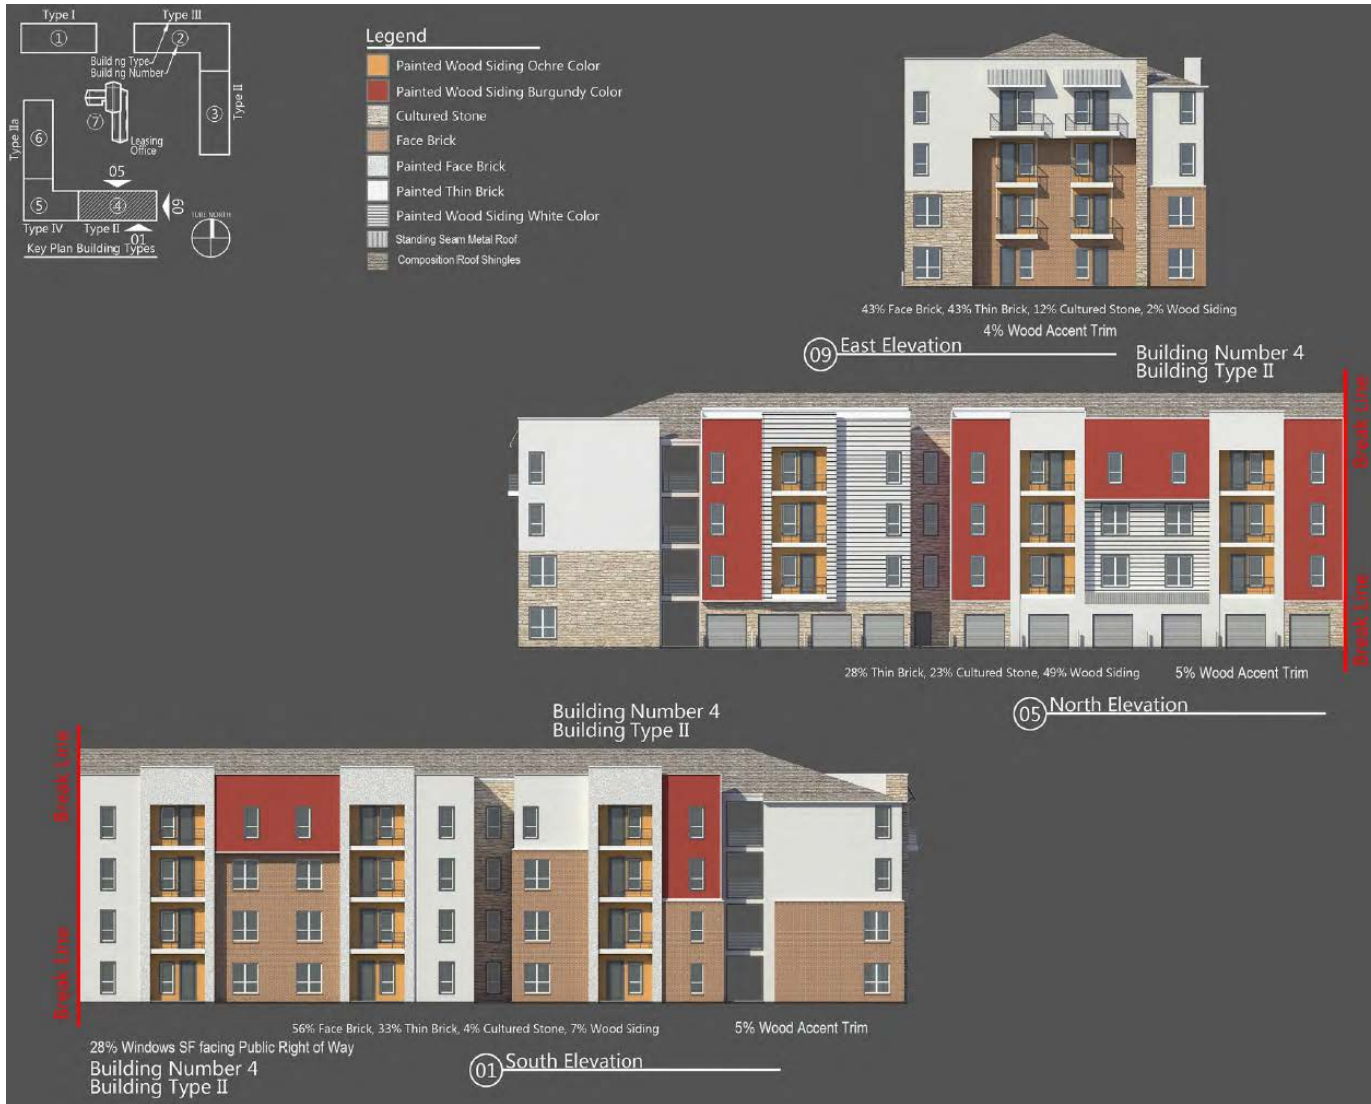 Type I
Type III
①
②
Building Type
Building Number
Type II
③
⑦
Leasing
Office
Type IIa
⑥
05
⑤
④
09
Type IV
Type II
01
Key Plan Building Types
TURE NORTH
Legend
Painted Wood Siding Ochre Color
Painted Wood Siding Burgundy Color
Cultured Stone
Face Brick
Painted Face Brick
Painted Thin Brick
Painted Wood Siding White Color
Standing Seam Metal Roof
Composition Roof Shingles
43% Face Brick, 43% Thin Brick, 12% Cultured Stone, 2% Wood Siding
4% Wood Accent Trim
09 East Elevation
Building Number 4
Building Type II
Break Line
Break Line
28% Thin Brick, 23% Cultured Stone, 49% Wood Siding
5% Wood Accent Trim
05 North Elevation
Building Number 4
Building Type II
Break Line
Break Line
56% Face Brick, 33% Thin Brick, 4% Cultured Stone, 7% Wood Siding
5% Wood Accent Trim
28% Windows SF facing Public Right of Way
Building Number 4
Building Type II
01 South Elevation